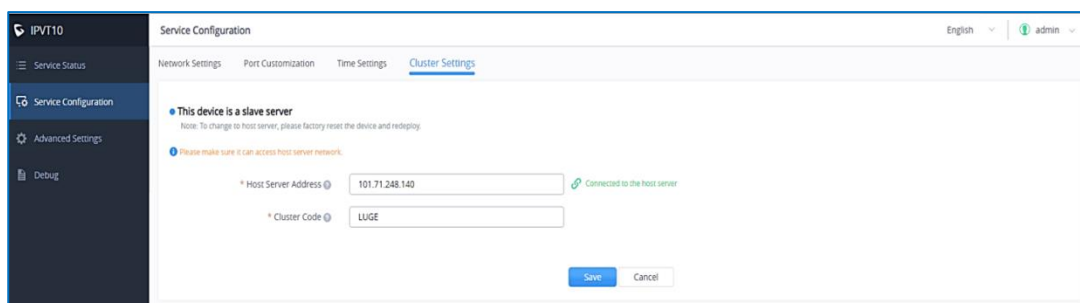 IPVT10
Service Configuration
English
admin
Service Status
Network Settings
Port Customization
Time Settings
Cluster Settings
Service Configuration
This device is a slave server
Note: To change to host server, please factory reset the device and redeploy.
Advanced Settings
Please make sure it can access host server network.
Debug
* Host Server Address
101.71.248.140
Connected to the host server
* Cluster Code
LUGE
Save
Cancel